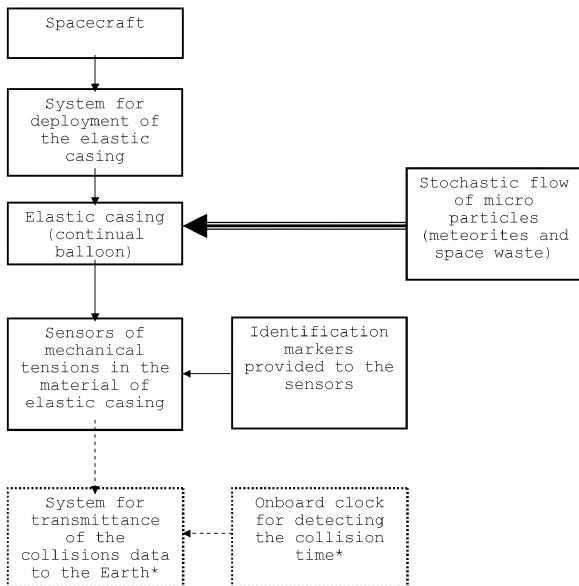 Spacecraft
System for
deployment of
the elastic
casing
Elastic casing
(continual
balloon)
Stochastic flow
of micro
particles
(meteorites and
space waste)
Sensors of
mechanical
tensions in the
material of
elastic casing
Identification
markers
provided to the
sensors
System for
transmittance
of the
collisions data
to the Earth*
Onboard clock
for detecting
the collision
time*